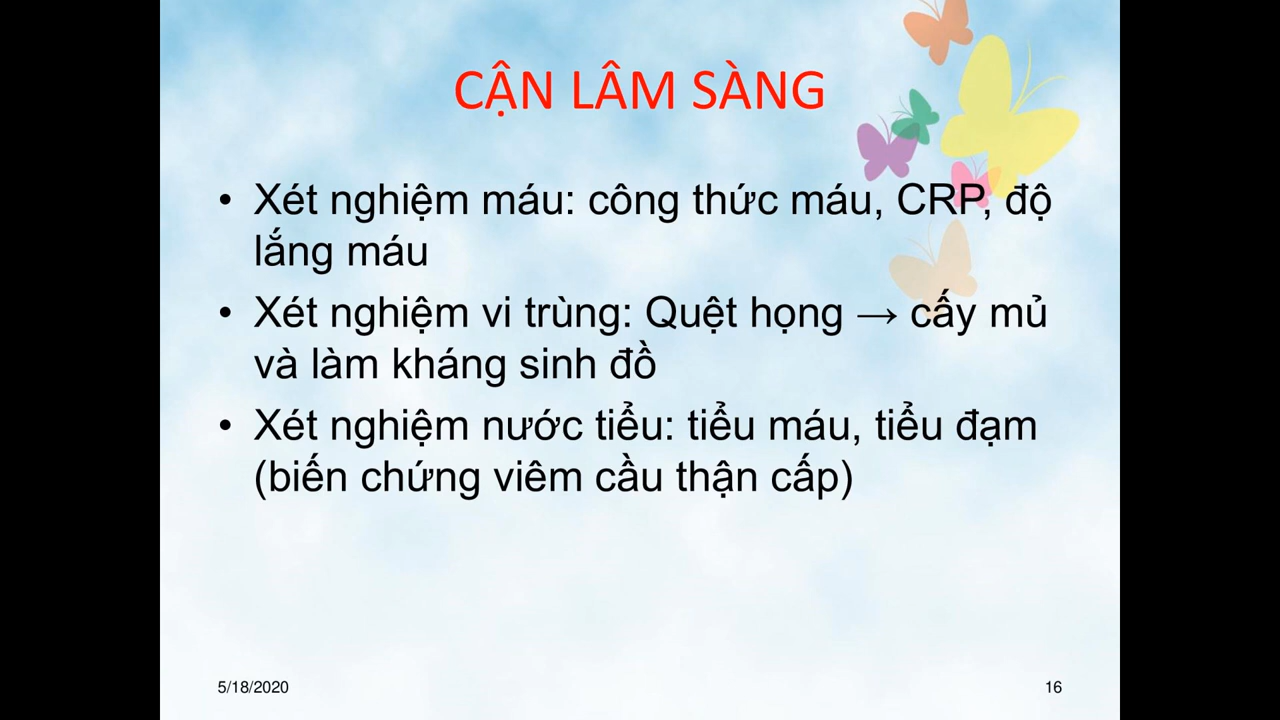 CẬN LÂM SÀNG
• Xét nghiệm máu: công thức máu, CRP, độ
lắng máu
• Xét nghiệm vi trùng: Quệt họng → cấy mủ
và làm kháng sinh đồ
• Xét nghiệm nước tiểu: tiểu máu, tiểu đạm
(biến chứng viêm cầu thận cấp)
5/18/2020
16